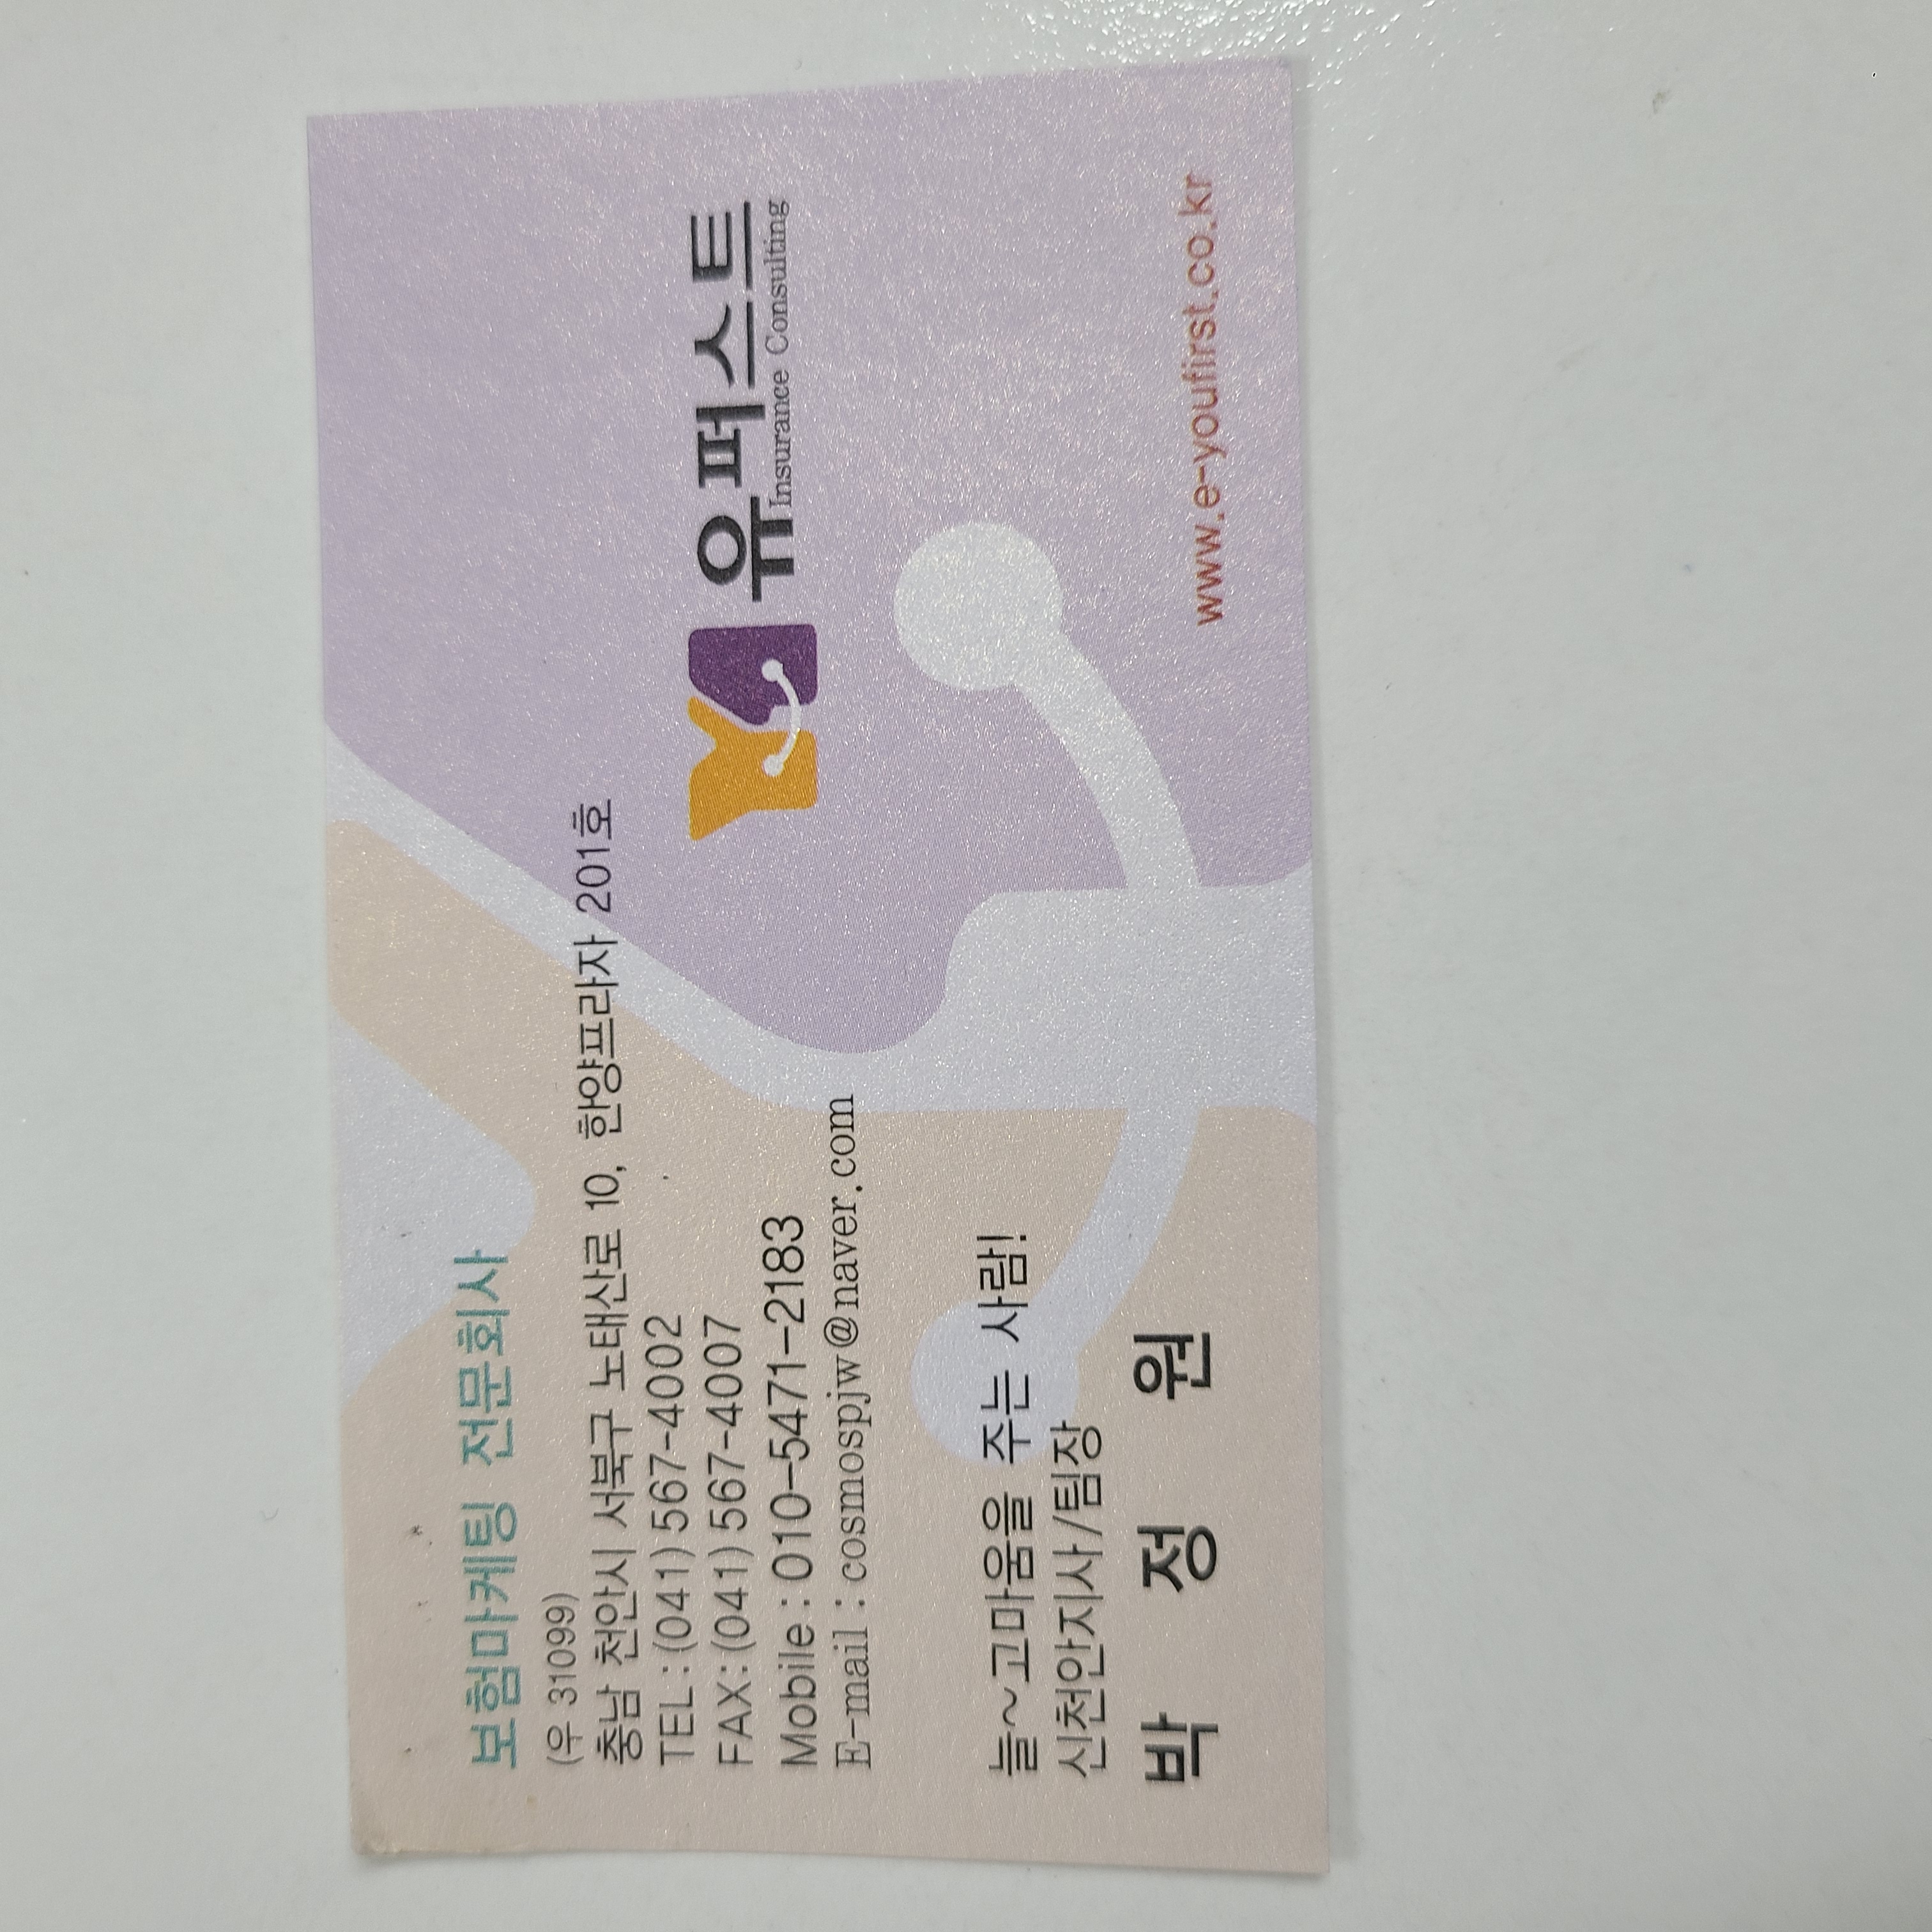 보험마케팅 전문회사
(우 31099)
충남 천안시 서북구 노태산로 10, 한양프라자 201호
TEL : (041) 567-4002
FAX : (041) 567-4007
Mobile : 010-5471-2183
E-mail : cosmospjw@naver.com
유퍼스트
Insurance Consulting
늘~고마움을 주는 사람!
신천안지사/팀장
박 정 원
www.e-youfirst.co.kr